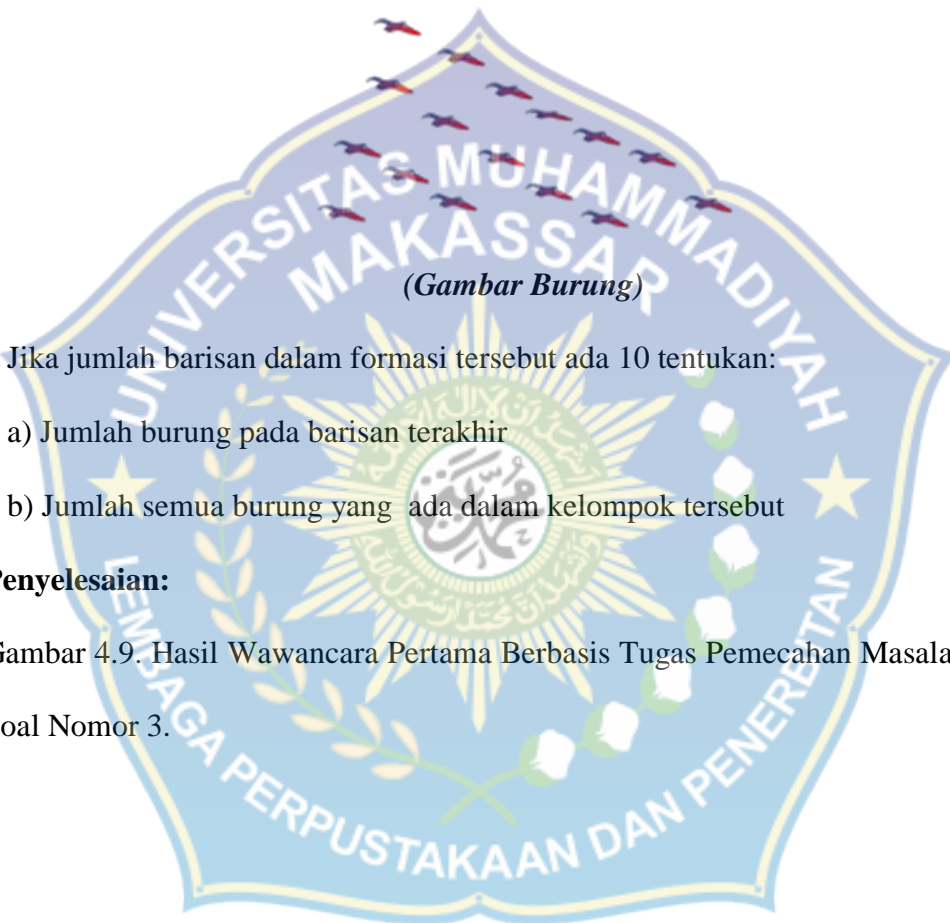 UNIVERSITAS MUHAMMADIYAH
MAKASSAR
(Gambar Burung)
Jika jumlah barisan dalam formasi tersebut ada 10 tentukan:
a) Jumlah burung pada barisan terakhir
b) Jumlah semua burung yang ada dalam kelompok tersebut
Penyelesaian:
Gambar 4.9. Hasil Wawancara Pertama Berbasis Tugas Pemecahan Masala
oal Nomor 3.
LEMBAGA PERPUSTAKAAN DAN PENERBITAN